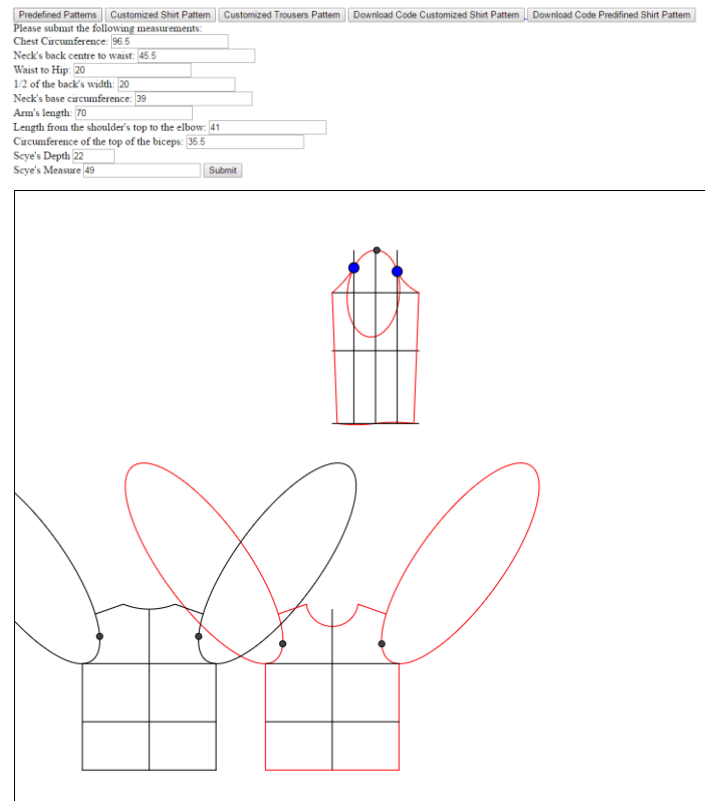 Predefined Patterns Customized Shirt Pattern Customized Trousers Pattern Download Code Customized Shirt Pattern Download Code Predifined Shirt Pattern
Please submit the following measurements:
Chest Circumference: 96.5
Neck's back centre to waist: 45.5
Waist to Hip: 20
1/2 of the back's width: 20
Neck's base circumference: 39
Arm's length: 70
Length from the shoulder's top to the elbow: 41
Circumference of the top of the biceps: 35.5
Scye's Depth 22
Scye's Measure 49 Submit